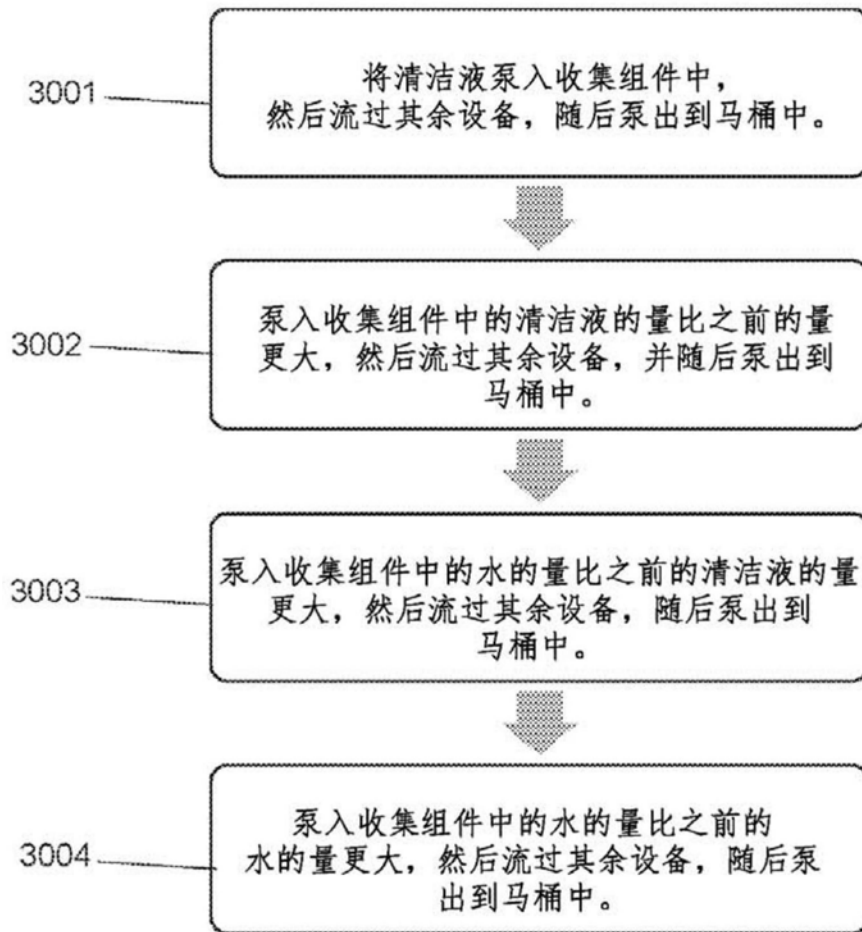 3001
将清洁液泵入收集组件中，
然后流过其余设备，随后泵出到马桶中。
3002
泵入收集组件中的清洁液的量比之前的量
更大，然后流过其余设备，并随后泵出到
马桶中。
3003
泵入收集组件中的水的量比之前的清洁液的量
更大，然后流过其余设备，随后泵出到
马桶中。
3004
泵入收集组件中的水的量比之前的
水的量更大，然后流过其余设备，随后泵
出到马桶中。